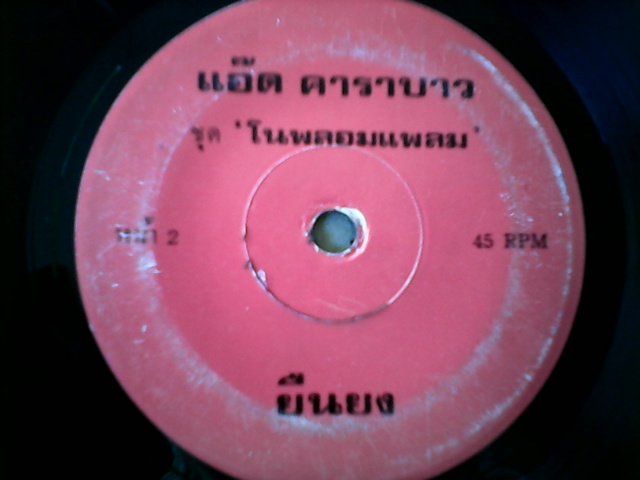 แอ๊ด คาราบาว
ชุด 'โนพลอมแพลม'
หน้า 2
45 RPM
ยืนยง